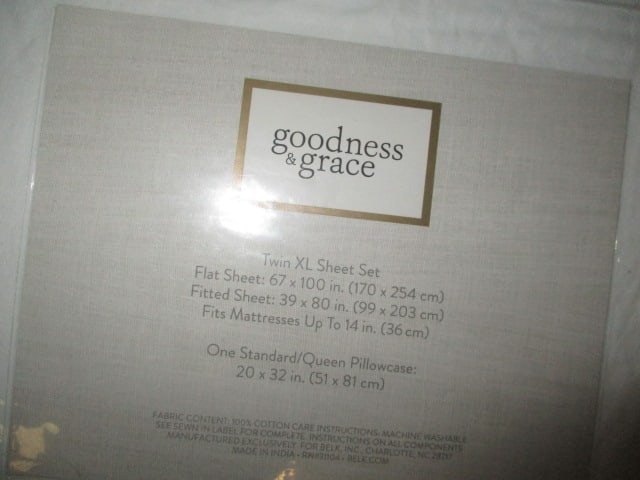 goodness
& grace
Twin XL Sheet Set
Flat Sheet: 67 x 100 in. (170 x 254 cm)
Fitted Sheet: 39 x 80 in. (99 x 203 cm)
Fits Mattresses Up To 14 in. (36 cm)
One Standard/Queen Pillowcase:
20 x 32 in. (51 x 81 cm)
FABRIC CONTENT: 100% COTTON CARE INSTRUCTIONS: MACHINE WASHABLE
SEE SEWN IN LABEL FOR COMPLETE INSTRUCTIONS ON ALL COMPONENTS
MANUFACTURED EXCLUSIVELY FOR BELK, INC., CHARLOTTE, NC 28217
MADE IN INDIA • • BELK.COM